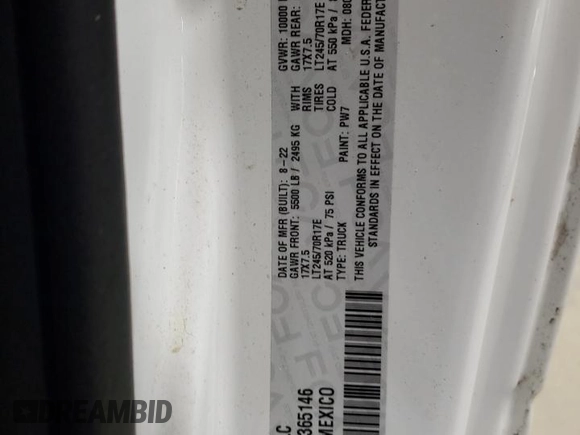 DATE OF MFR (BUILT): 8-22
GVWR: 10000
GAWR FRONT: 5500 LB / 2495 KG WITH
GAWR REAR:
17X7.5 RIMS 17X7.5
LT245/70R17E TIRES LT245/70R17E
AT 520 kPa / 75 PSI COLD AT 550 kPa /
TYPE: TRUCK PAINT: PW7 MDH: 080
THIS VEHICLE CONFORMS TO ALL APPLICABLE U.S.A. FEDER
STANDARDS IN EFFECT ON THE DATE OF MANUFAC
365146
MEXICO
DREAMBID